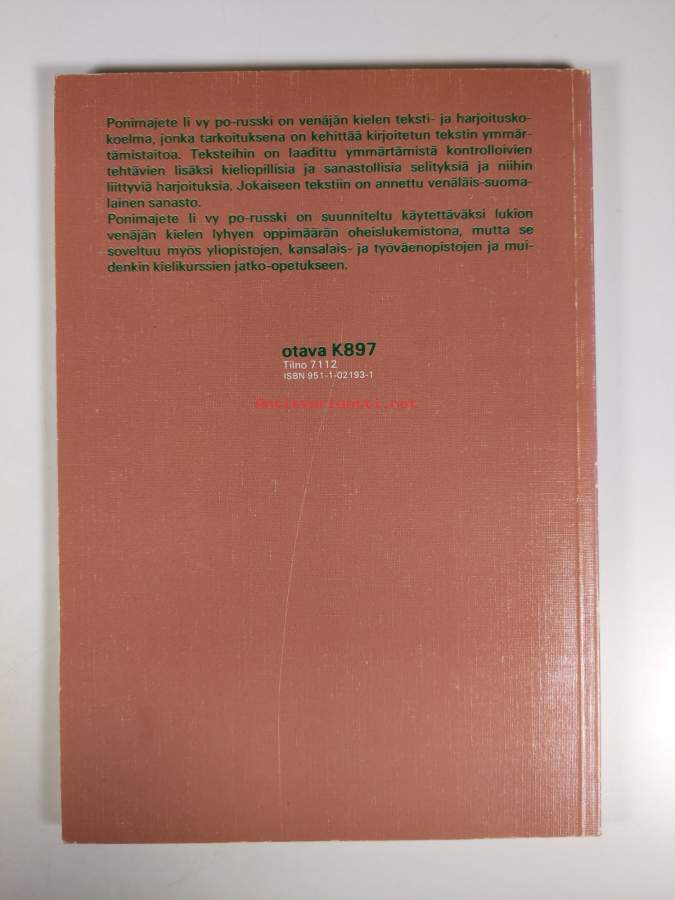 Ponimajete li vy po-russki on venäjän kielen teksti- ja harjoitusko-
koelma, jonka tarkoituksena on kehittää kirjoitetun tekstin ymmär-
tämistaitoa. Teksteihin on laadittu ymmärtämistä kontrolloivien
tehtävien lisäksi kieliopillisia ja sanastollisia selityksiä ja niihin
liittyviä harjoituksia. Jokaiseen tekstiin on annettu venäläis-suoma-
lainen sanasto.
Ponimajete li vy po-russki on suunniteltu käytettäväksi lukion
venäjän kielen lyhyen oppimäärän oheislukemistona, mutta se
soveltuu myös yliopistojen, kansalais- ja työväenopistojen ja mui-
denkin kielikurssien jatko-opetukseen.
otava K897
Tilno 7112
ISBN 951-1-02193-1
Antikvariaatti.net